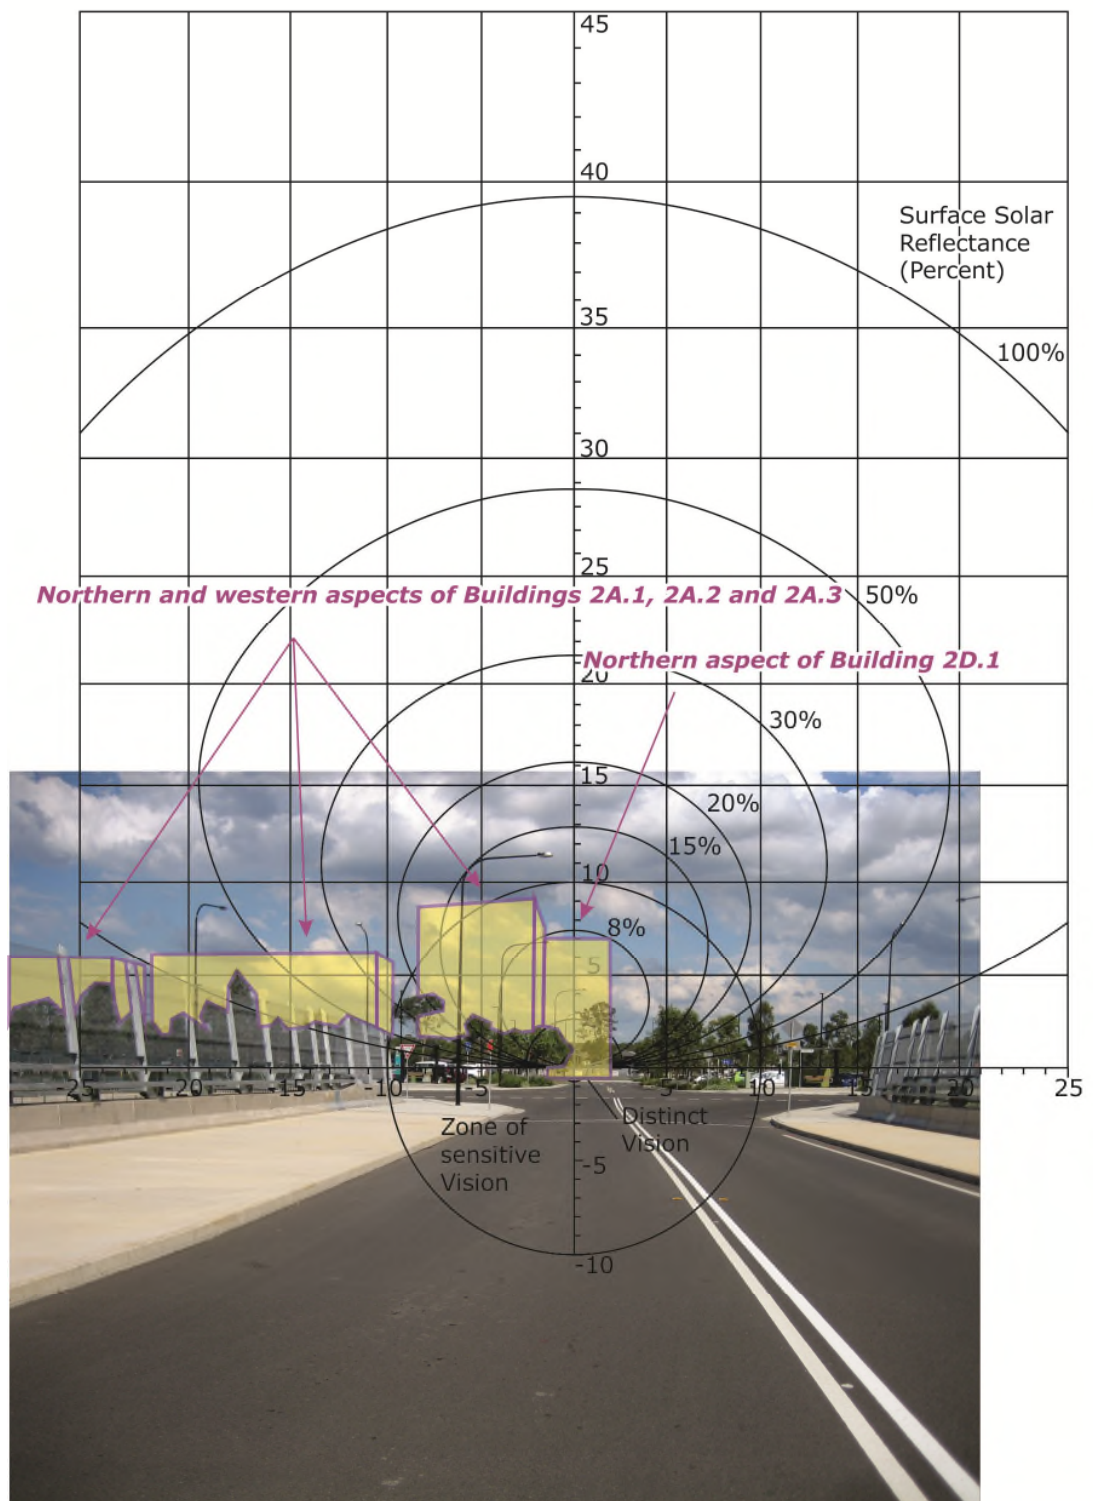 45
40
Surface Solar
Reflectance
(Percent)
35
100%
30
25
Northern and western aspects of Buildings 2A.1, 2A.2 and 2A.3
50%
Northern aspect of Building 2D.1
20
30%
15
20%
15%
10
8%
5
-25 -20 -15 -10 -5 5 10 15 20 25
Zone of
sensitive
Vision
Distinct
Vision
-5
-10